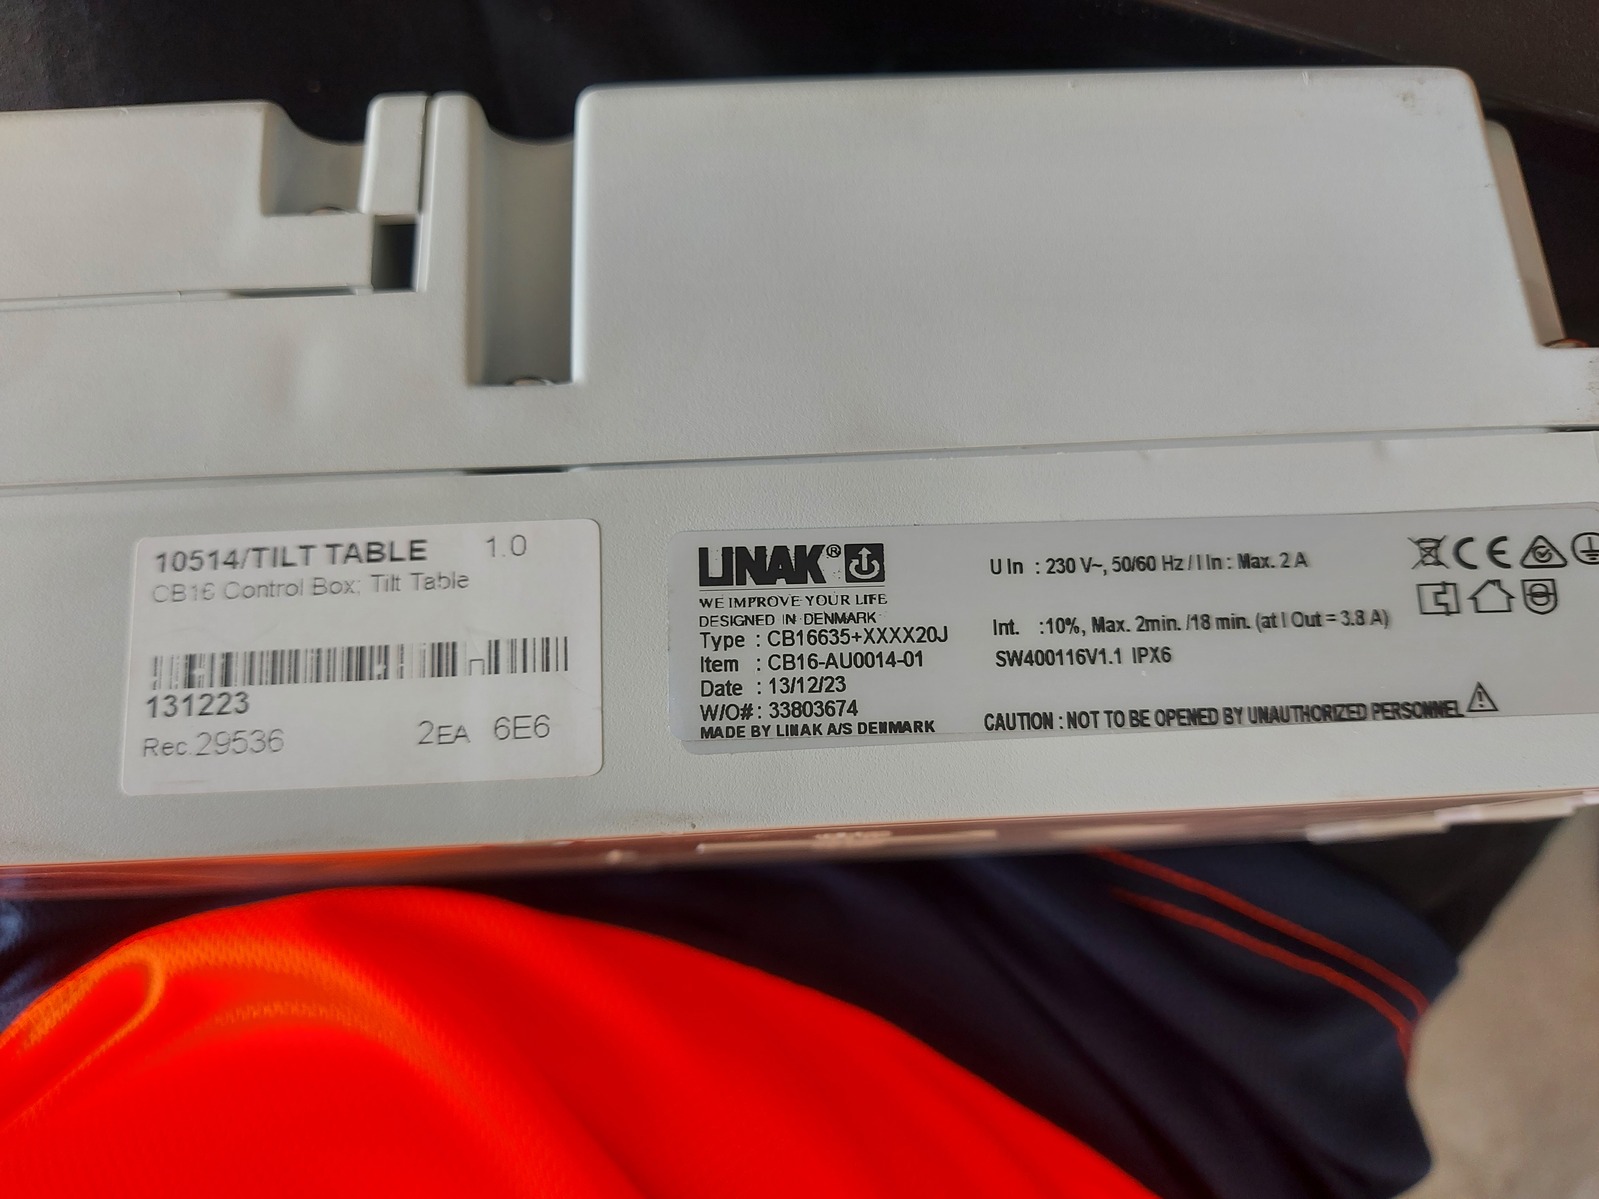 10514/TILT TABLE 1.0
CB16 Control Box; Tilt Table
131223
Rec.29536 2EA 6E6
LINAK®
WE IMPROVE YOUR LIFE
DESIGNED IN DENMARK
Type : CB16635+XXXX20J
Item : CB16-AU0014-01
Date : 13/12/23
W/O# : 33803674
MADE BY LINAK A/S DENMARK
U In : 230 V~, 50/60 Hz / I In : Max. 2 A
Int. :10%, Max. 2min. /18 min. (at I Out = 3.8 A)
SW400116V1.1 IPX6
CAUTION : NOT TO BE OPENED BY UNAUTHORIZED PERSONNEL
CE